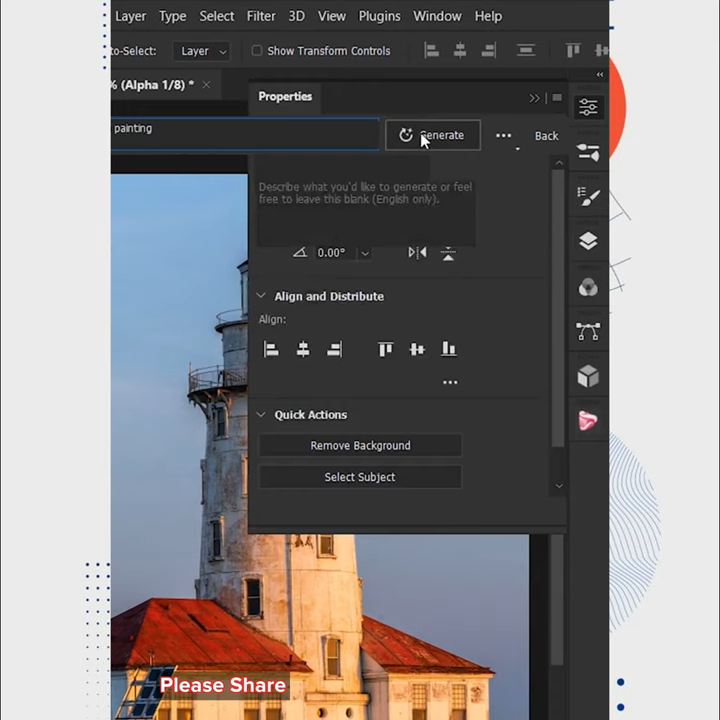 Layer Type Select Filter 3D View Plugins Window Help
to-Select: Layer Show Transform Controls
% (Alpha 1/8) * ×
Properties
painting
Generate
Back
Describe what you'd like to generate or feel
free to leave this blank (English only).
0.00°
Align and Distribute
Align:
Quick Actions
Remove Background
Select Subject
Please Share